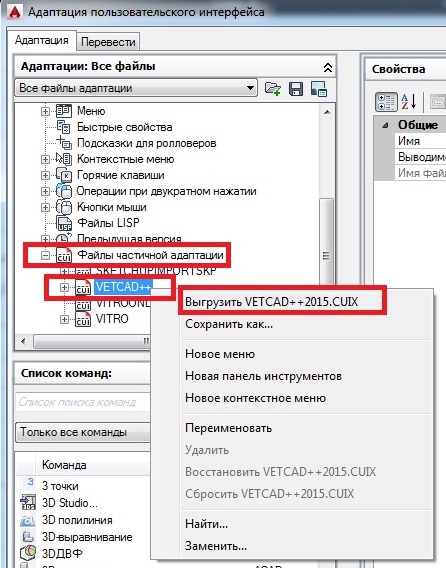 Адаптация пользовательского интерфейса
Адаптация
Перевести
Адаптации: Все файлы
Все файлы адаптации
Меню
Быстрые свойства
Подсказки для ролловеров
Контекстные меню
Горячие клавиши
Операции при двукратном нажатии
Кнопки мыши
Файлы LISP
Предыдущая версия
Файлы частичной адаптации
SKETCHUPIMPORTSKP
VETCAD++
VITRO
Выгрузить VETCAD++2015.CUIX
Сохранить как...
Новое меню
Новая панель инструментов
Новое контекстное меню
Переименовать
Удалить
Восстановить VETCAD++2015.CUIX
Сбросить VETCAD++2015.CUIX
Найти...
Заменить...
Список команд:
Поиск списка команд
Только все команды
Команда
3 точки
3D Studio...
3D полилиния
3D-выравнивание
3DДВФ
Свойства
Общие
Имя
Выводим
Имя Фай